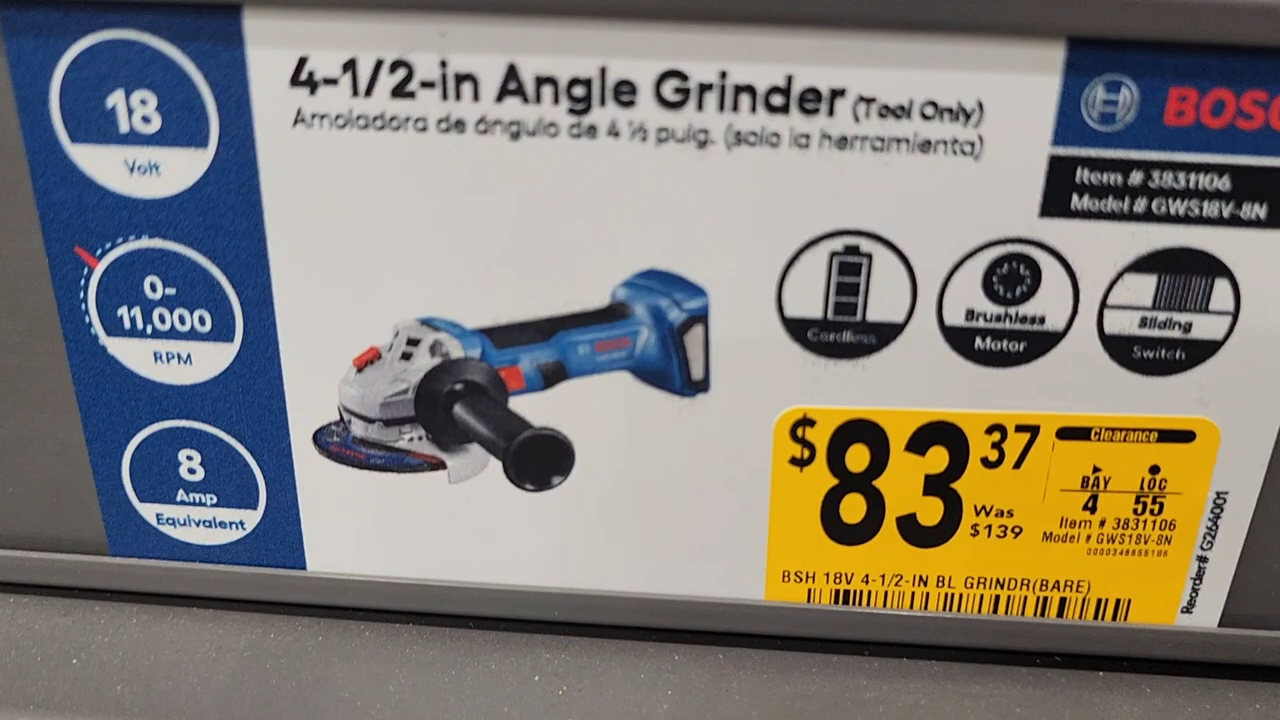 18
Volt
0-
11,000
RPM
8
Amp
Equivalent
4-1/2-in Angle Grinder (Tool Only)
Amoladora de ángulo de 4 ½ pulg. (solo la herramienta)
BOSC
Item # 3831106
Model # GWS18V-8N
Cordless
Brushless
Motor
Sliding
Switch
$83 37
Was
$139
Clearance
BAY LOC
4 55
Item # 3831106
Model # GWS18V-8N
BSH 18V 4-1/2-IN BL GRINDR(BARE)
Reorder# G264001